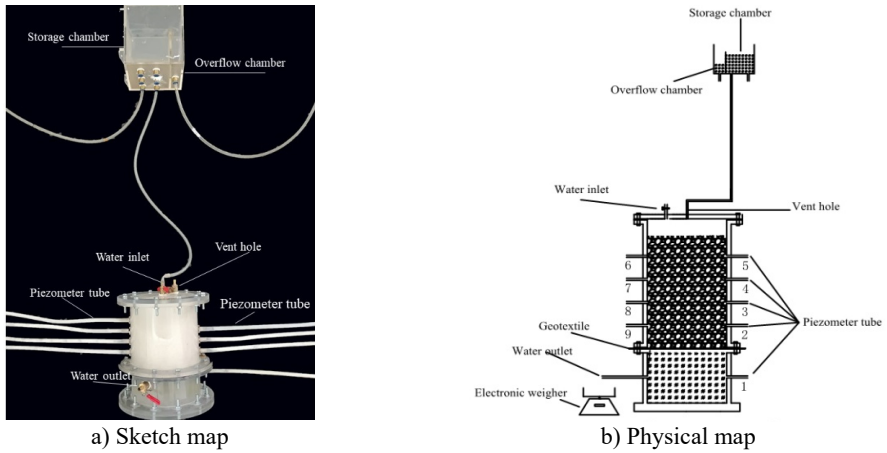 Storage chamber
Overflow chamber
Water inlet
Vent hole
Piezometer tube
Piezometer tube
Water outlet
a) Sketch map
Storage chamber
Overflow chamber
Water inlet
Vent hole
6
5
7
4
8
3
Geotextile
9
2
Piezometer tube
Water outlet
1
Electronic weigher
b) Physical map